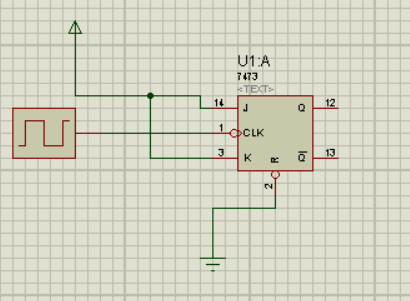 U1:A
7473
<TEXT>
14 J Q 12
1 CLK
3 K R Q 13
2